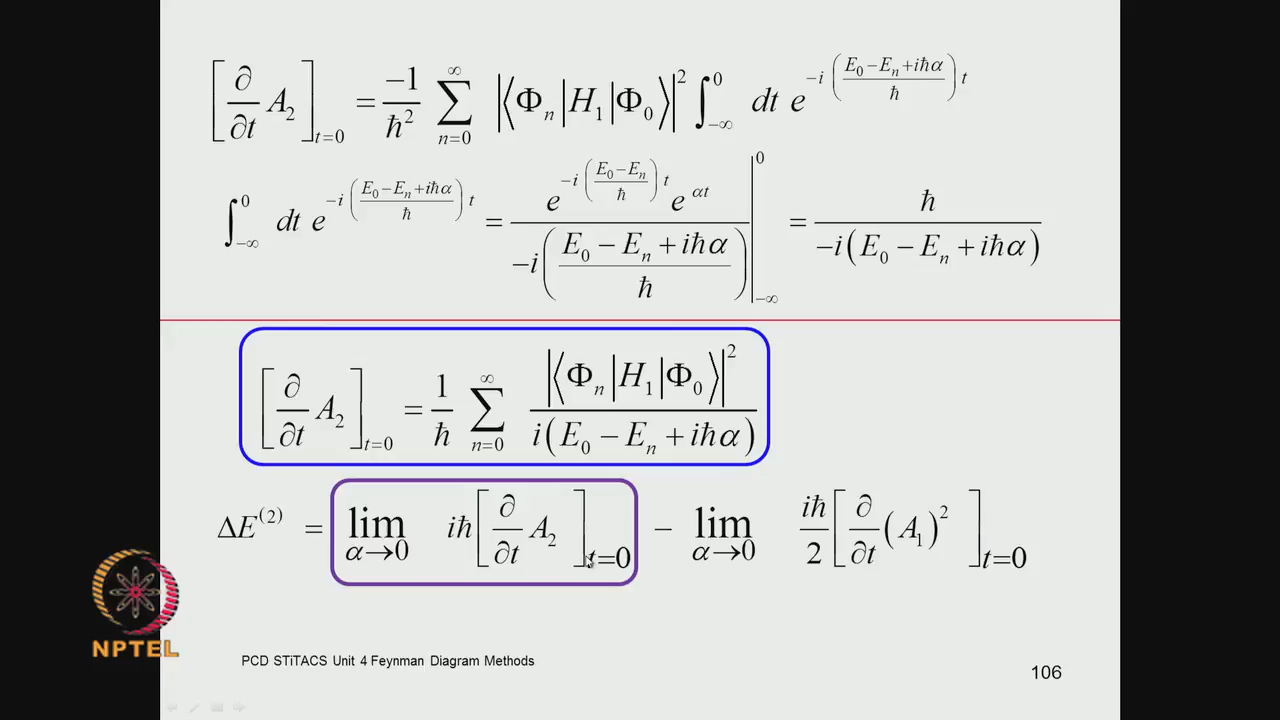 [∂/∂t A₂]ₜ₌₀ = −1/ħ² ∑ₙ₌₀^∞ |⟨Φₙ|H₁|Φ₀⟩|² ∫_{−∞}^0 dt e^{−i((E₀−Eₙ+iħα)/ħ)t}
∫_{−∞}^0 dt e^{−i((E₀−Eₙ+iħα)/ħ)t} = e^{−i((E₀−Eₙ)/ħ)t} e^{αt} / −i((E₀−Eₙ+iħα)/ħ) |_{−∞}^0 = ħ / −i(E₀−Eₙ+iħα)
[∂/∂t A₂]ₜ₌₀ = 1/ħ ∑ₙ₌₀^∞ |⟨Φₙ|H₁|Φ₀⟩|² / i(E₀−Eₙ+iħα)
ΔE^(2) = lim_{α→0} iħ[∂/∂t A₂]ₜ₌₀ − lim_{α→0} iħ/2 [∂/∂t (A₁)²]ₜ₌₀
NPTEL
PCD STiTACS Unit 4 Feynman Diagram Methods
106